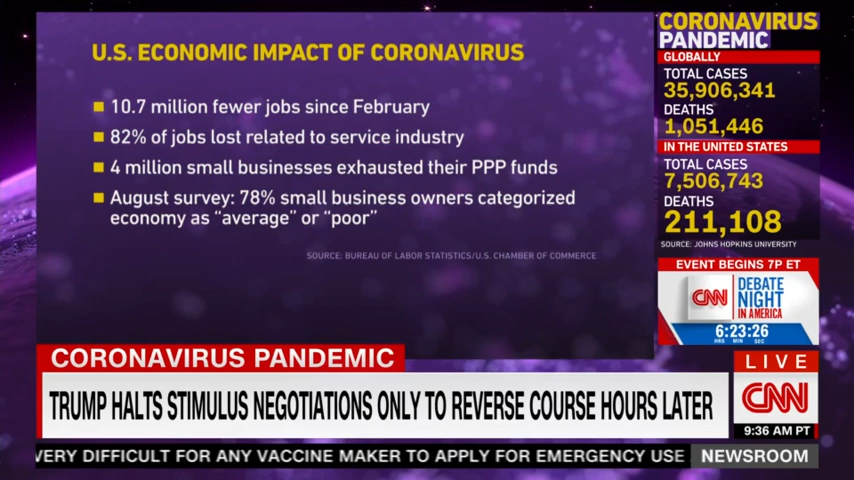 U.S. ECONOMIC IMPACT OF CORONAVIRUS
10.7 million fewer jobs since February
82% of jobs lost related to service industry
4 million small businesses exhausted their PPP funds
August survey: 78% small business owners categorized
economy as “average” or “poor”
SOURCE: BUREAU OF LABOR STATISTICS/U.S. CHAMBER OF COMMERCE
CORONAVIRUS
PANDEMIC
GLOBALLY
TOTAL CASES
35,906,341
DEATHS
1,051,446
IN THE UNITED STATES
TOTAL CASES
7,506,743
DEATHS
211,108
SOURCE: JOHNS HOPKINS UNIVERSITY
EVENT BEGINS 7P ET
CNN
DEBATE
NIGHT
IN AMERICA
6:23:26
HRS MIN SEC
CORONAVIRUS PANDEMIC
TRUMP HALTS STIMULUS NEGOTIATIONS ONLY TO REVERSE COURSE HOURS LATER
LIVE
CNN
9:36 AM PT
VERY DIFFICULT FOR ANY VACCINE MAKER TO APPLY FOR EMERGENCY USE
NEWSROOM